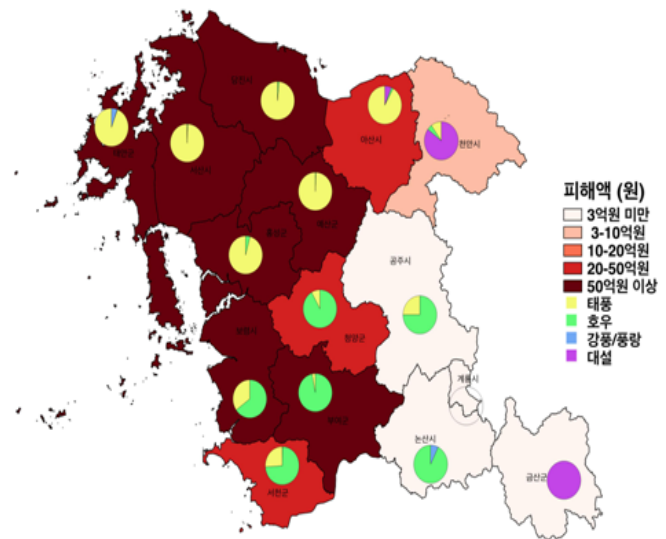 당진시
태안군
서산시
아산시
천안시
예산군
홍성군
공주시
청양군
보령시
부여군
계룡시
논산시
금산군
서천군
피해액 (원)
3억원 미만
3-10억원
10-20억원
20-50억원
50억원 이상
태풍
호우
강풍/풍랑
대설